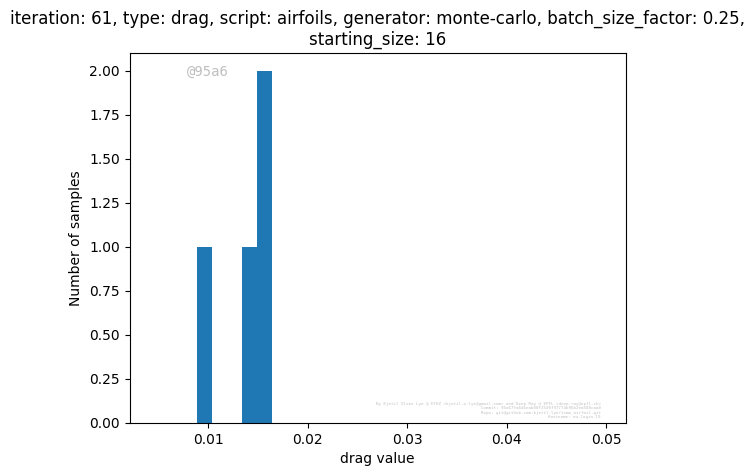 iteration: 61, type: drag, script: airfoils, generator: monte-carlo, batch_size_factor: 0.25,
starting_size: 16
@95a6
2.00
1.75
1.50
1.25
1.00
0.75
0.50
0.25
0.00
Number of samples
0.01
0.02
0.03
0.04
0.05
drag value